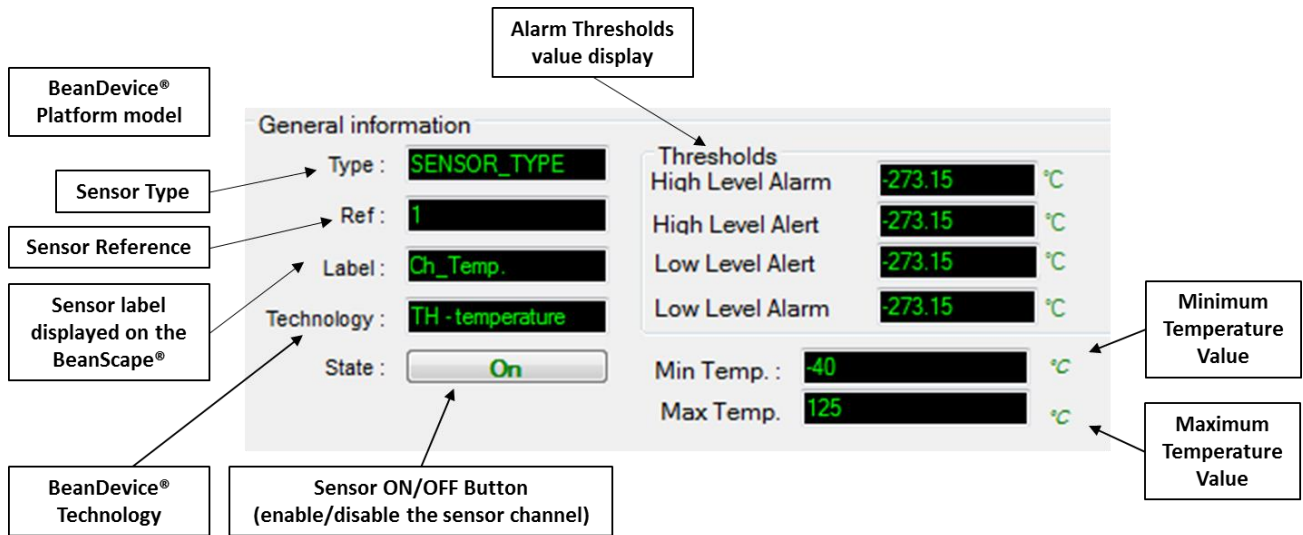 Alarm Thresholds
value display
BeanDevice®
Platform model
General information
Type :
SENSOR_TYPE
Thresholds
High Level Alarm
-273.15
°C
Sensor Type
Ref :
1
High Level Alert
-273.15
°C
Sensor Reference
Label :
Ch_Temp.
Low Level Alert
-273.15
°C
Sensor label
displayed on the
BeanScape®
Technology :
TH - temperature
Low Level Alarm
-273.15
°C
Minimum
Temperature
Value
State :
On
Min Temp. :
-40
°C
Max Temp.
125
°C
Maximum
Temperature
Value
BeanDevice®
Technology
Sensor ON/OFF Button
(enable/disable the sensor channel)